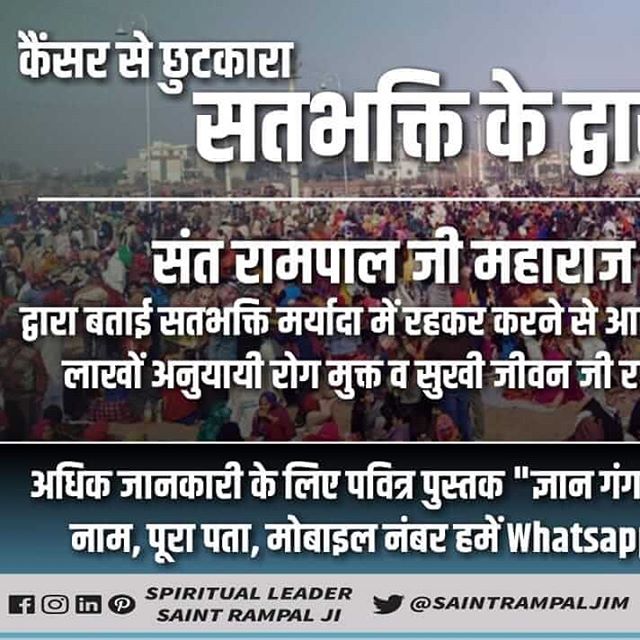 कैंसर से छुटकारा
सतभक्ति के
संत रामपाल जी महाराज
द्वारा बताई सतभक्ति मर्यादा में रहकर करने से
लाखों अनुयायी रोग मुक्त व सुखी जीवन जी
अधिक जानकारी के लिए पवित्र पुस्तक "ज्ञान
नाम, पूरा पता, मोबाइल नंबर हमें Whatsapp
SPIRITUAL LEADER
SAINT RAMPAL JI
@SAINTRAMPALJIM